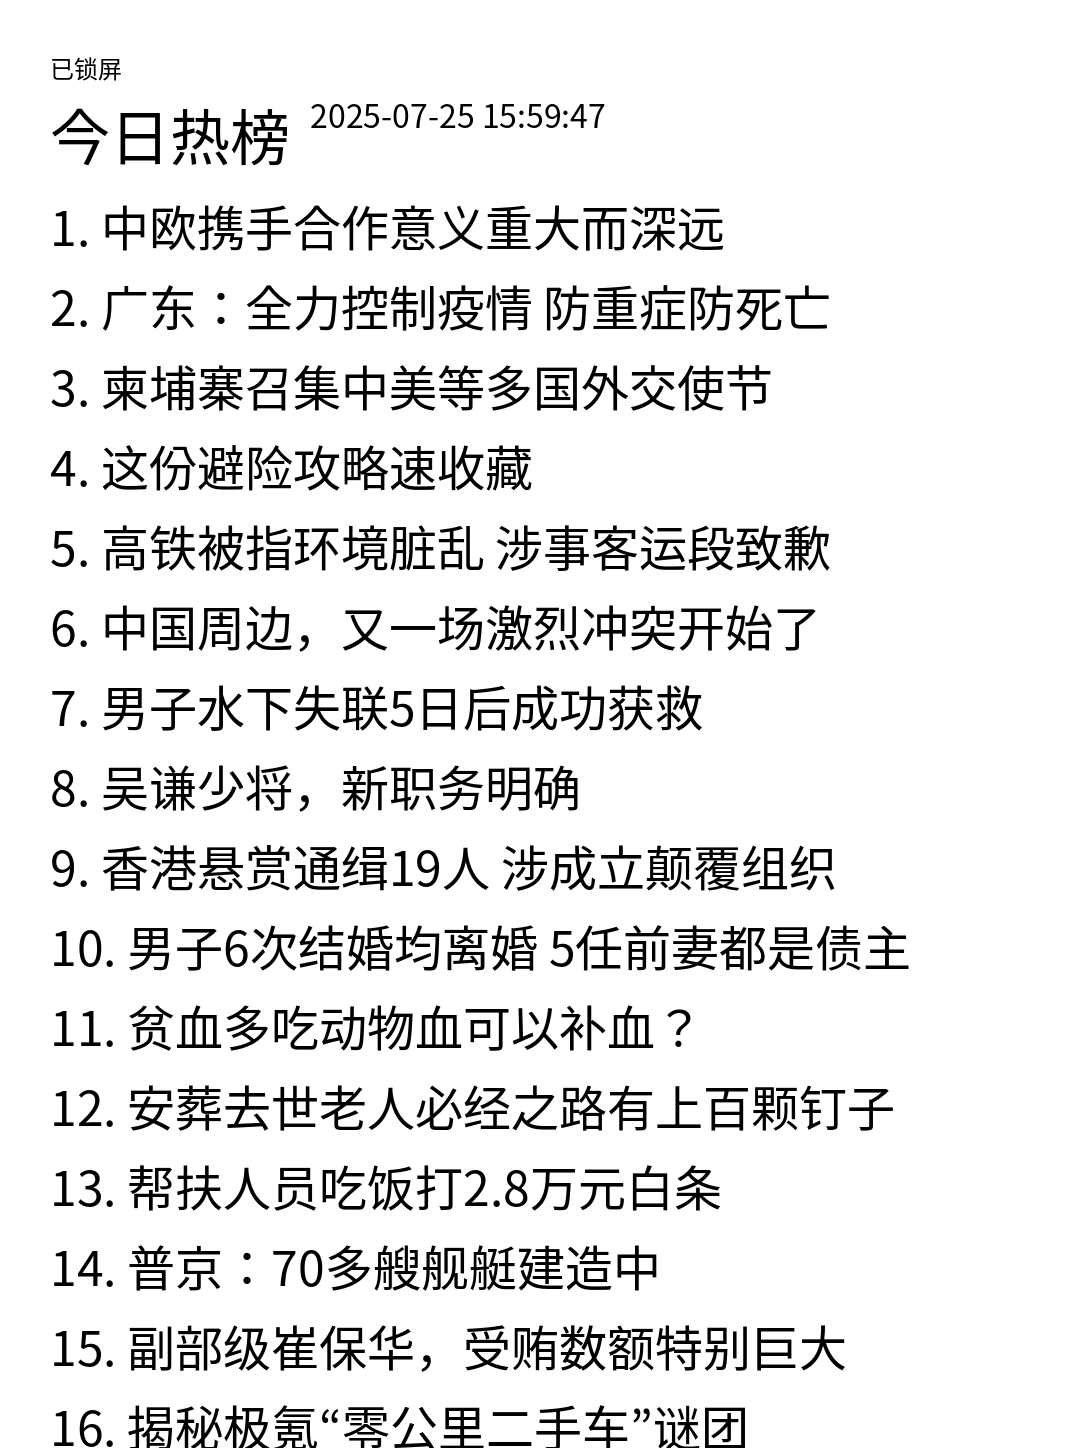 已锁屏
今日热榜 2025-07-25 15:59:47
1. 中欧携手合作意义重大而深远
2. 广东：全力控制疫情 防重症防死亡
3. 柬埔寨召集中美等多国外交使节
4. 这份避险攻略速收藏
5. 高铁被指环境脏乱 涉事客运段致歉
6. 中国周边，又一场激烈冲突开始了
7. 男子水下失联5日后成功获救
8. 吴谦少将，新职务明确
9. 香港悬赏通缉19人 涉成立颠覆组织
10. 男子6次结婚均离婚 5任前妻都是债主
11. 贫血多吃动物血可以补血？
12. 安葬去世老人必经之路有上百颗钉子
13. 帮扶人员吃饭打2.8万元白条
14. 普京：70多艘舰艇建造中
15. 副部级崔保华，受贿数额特别巨大
16. 揭秘极氪“零公里二手车”谜团